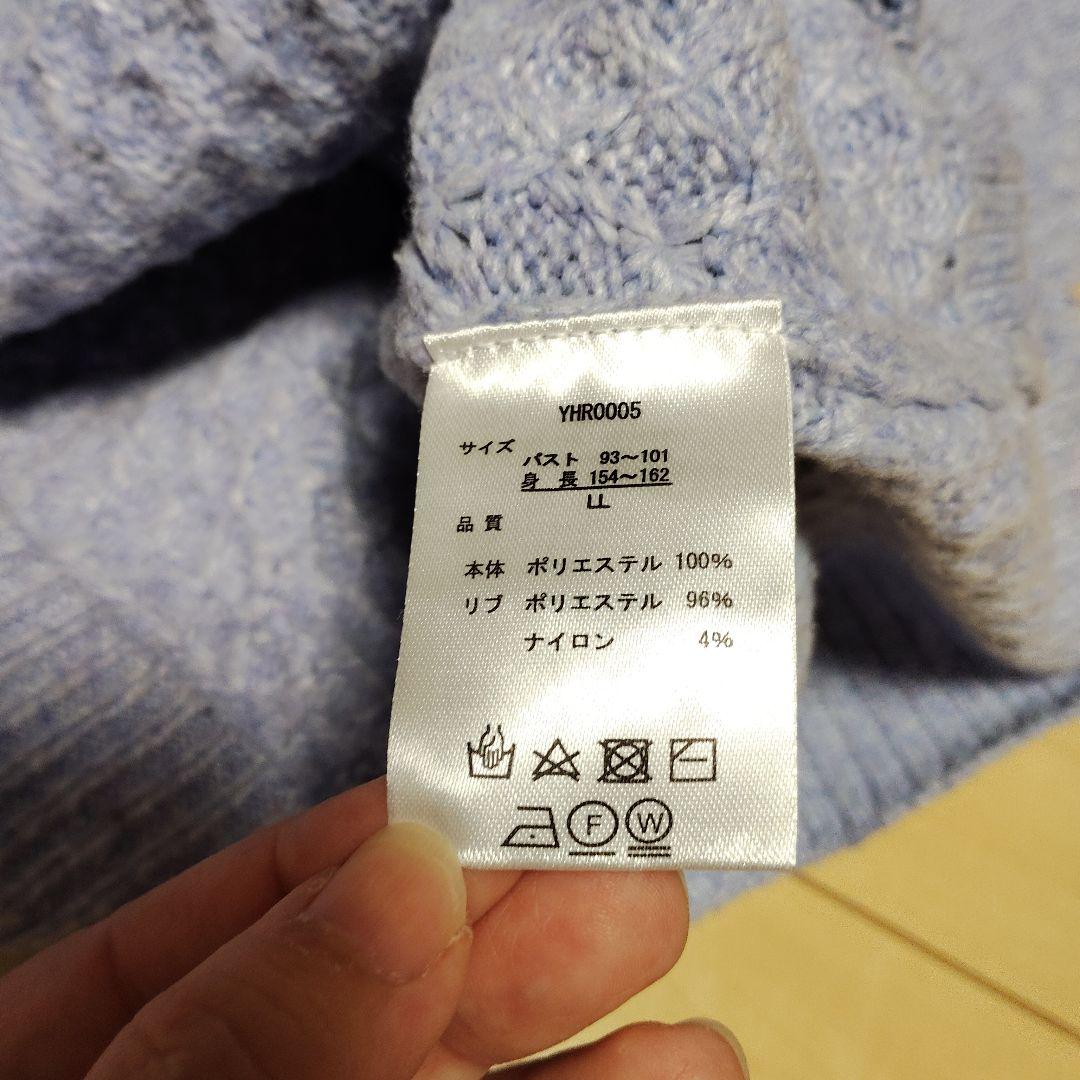 YHR0005
サイズ
バスト 93～101
身 長 154～162
LL
品 質
本体 ポリエステル 100%
リブ ポリエステル 96%
ナイロン 4%
F W